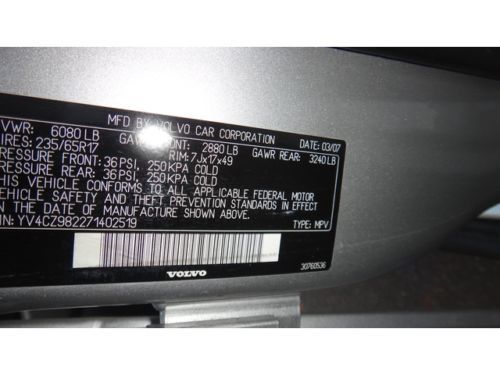 MFD BY VOLVO CAR CORPORATION DATE: 03/07
VWR: 6080 LB GAWR FRONT: 2880 LB GAWR REAR: 3240 LB
IRES: 235/65R17 RIM: 7Jx17x49
PRESSURE FRONT: 36 PSI, 250 KPA COLD
PRESSURE REAR: 36 PSI, 250 KPA COLD
THIS VEHICLE CONFORMS TO ALL APPLICABLE FEDERAL MOTOR
VEHICLE SAFETY AND THEFT PREVENTION STANDARDS IN EFFECT
ON THE DATE OF MANUFACTURE SHOWN ABOVE
IN: YV4CZ982271402519 TYPE: MPV
VOLVO 30760536